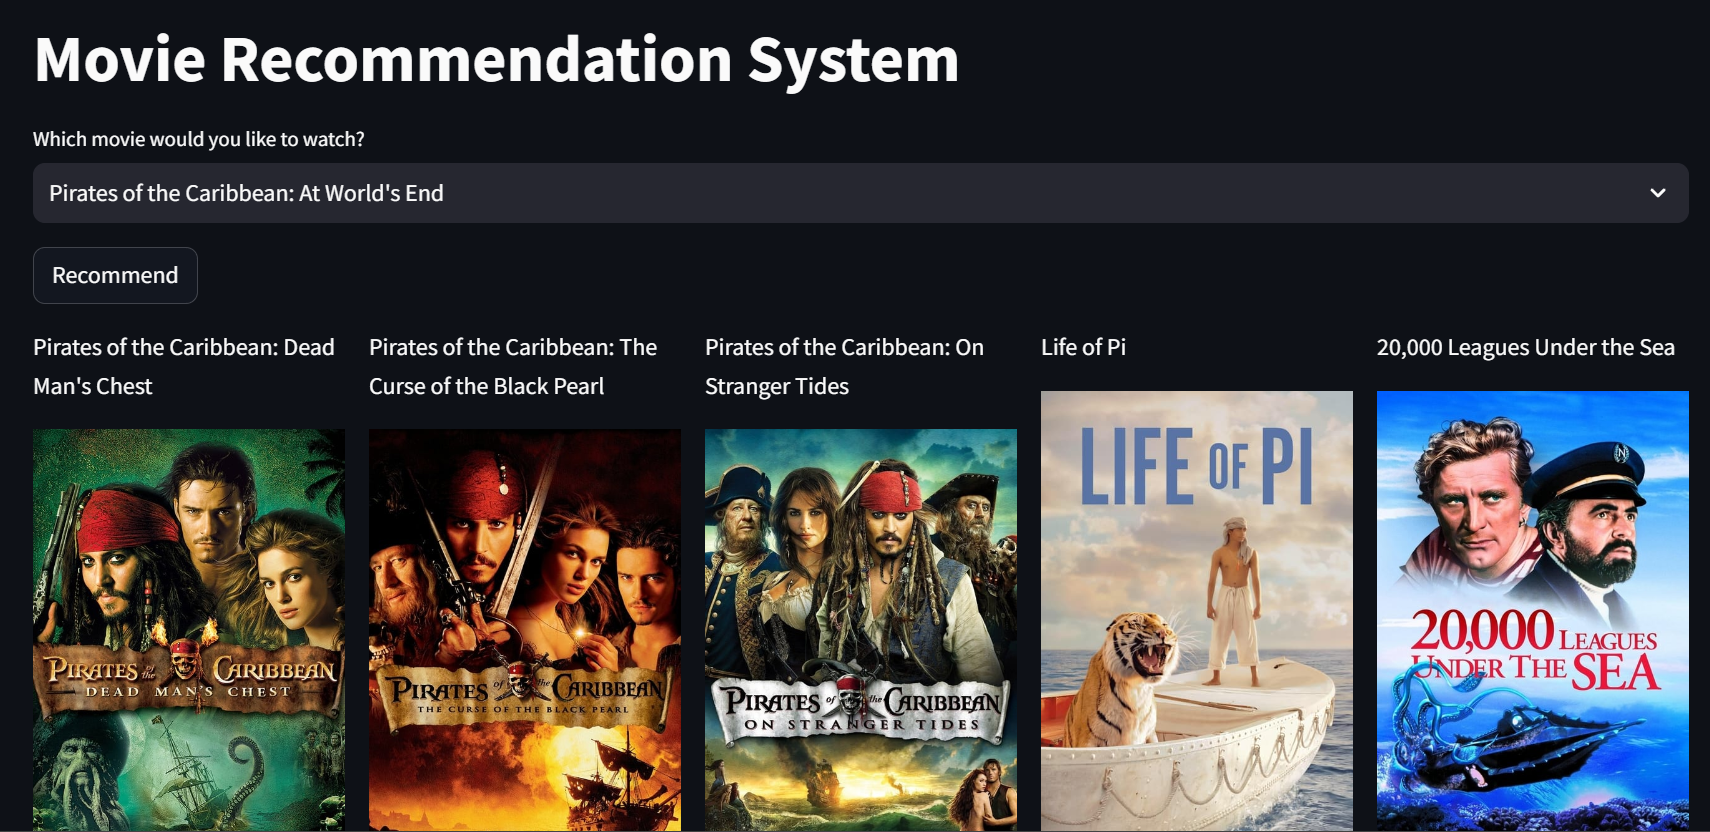 Movie Recommendation System
Which movie would you like to watch?
Pirates of the Caribbean: At World's End
Recommend
Pirates of the Caribbean: Dead
Man's Chest
Pirates of the Caribbean: The
Curse of the Black Pearl
Pirates of the Caribbean: On
Stranger Tides
Life of Pi
20,000 Leagues Under the Sea
PIRATES of the CARIBBEAN
DEAD MAN'S CHEST
PIRATES of the CARIBBEAN
THE CURSE OF THE BLACK PEARL
PIRATES of the CARIBBEAN
ON STRANGER TIDES
LIFE OF PI
N
20,000 LEAGUES
UNDER THE SEA